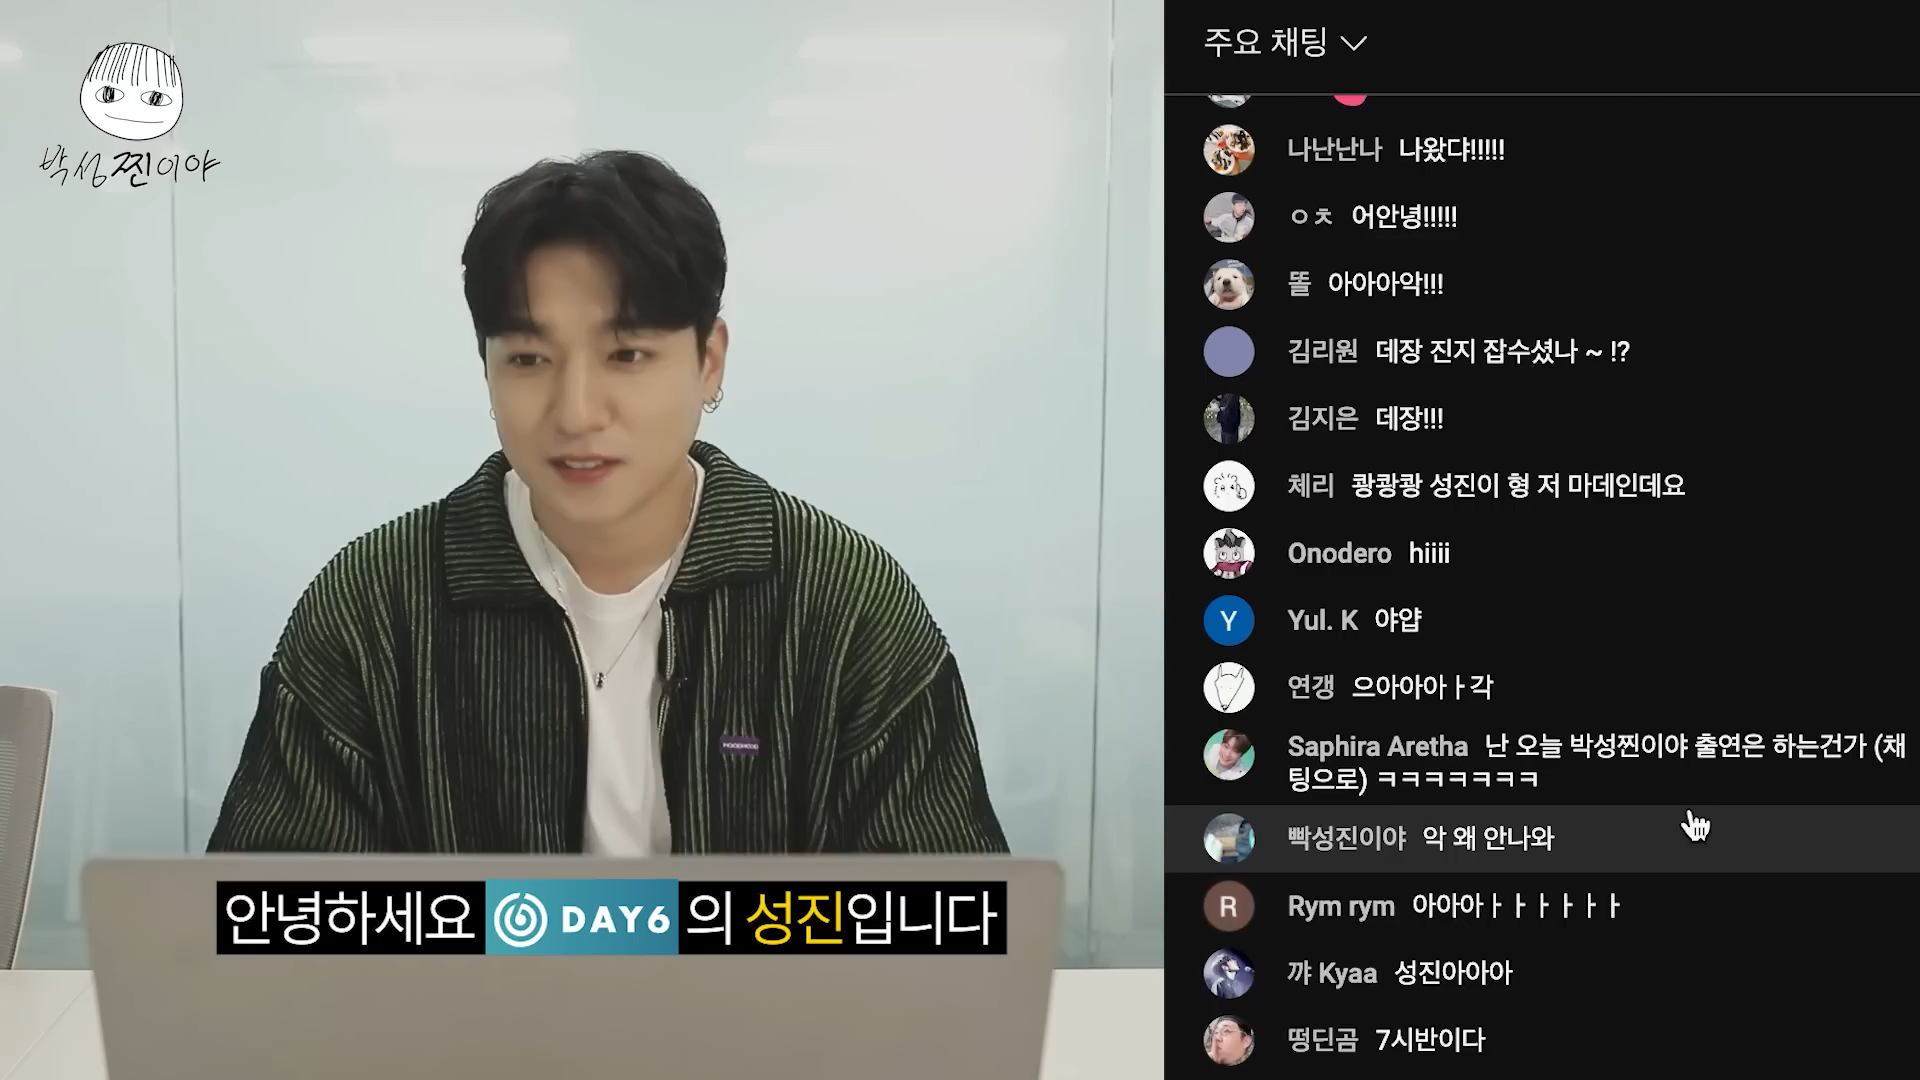 박성찐이야
주요 채팅
나난난나 나왔댜!!!!!
ㅇㅊ 어안녕!!!!!
똘 아아아악!!!
김리원 데장 진지 잡수셨나 ~ !?
김지은 데장!!!
체리 쾅쾅쾅 성진이 형 저 마데인데요
Onodero hiiii
Y Yul. K 야얍
연갱 으아아아ㅏ각
Saphira Aretha 난 오늘 박성찐이야 출연은 하는건가 (채
팅으로) ㅋㅋㅋㅋㅋㅋㅋ
빡성진이야 악 왜 안나와
R Rym rym 아아아ㅏㅏㅏㅏㅏㅏ
꺄 Kyaa 성진아아아
떵딘곰 7시반이다
MOODHOOD
안녕하세요 DAY6 의 성진입니다